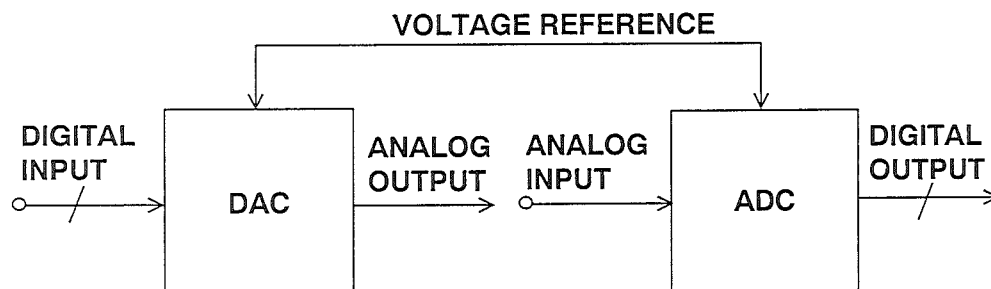 VOLTAGE REFERENCE
DIGITAL
INPUT
DAC
ANALOG
OUTPUT
ANALOG
INPUT
ADC
DIGITAL
OUTPUT